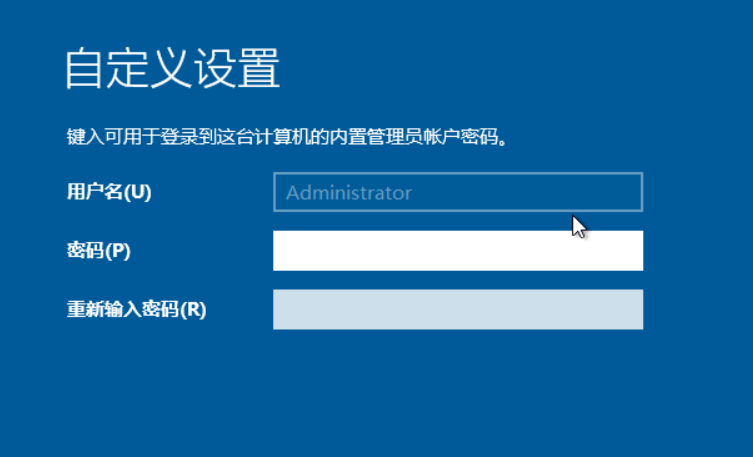 自定义设置
键入可用于登录到这台计算机的内置管理员帐户密码。
用户名(U) Administrator
密码(P)
重新输入密码(R)